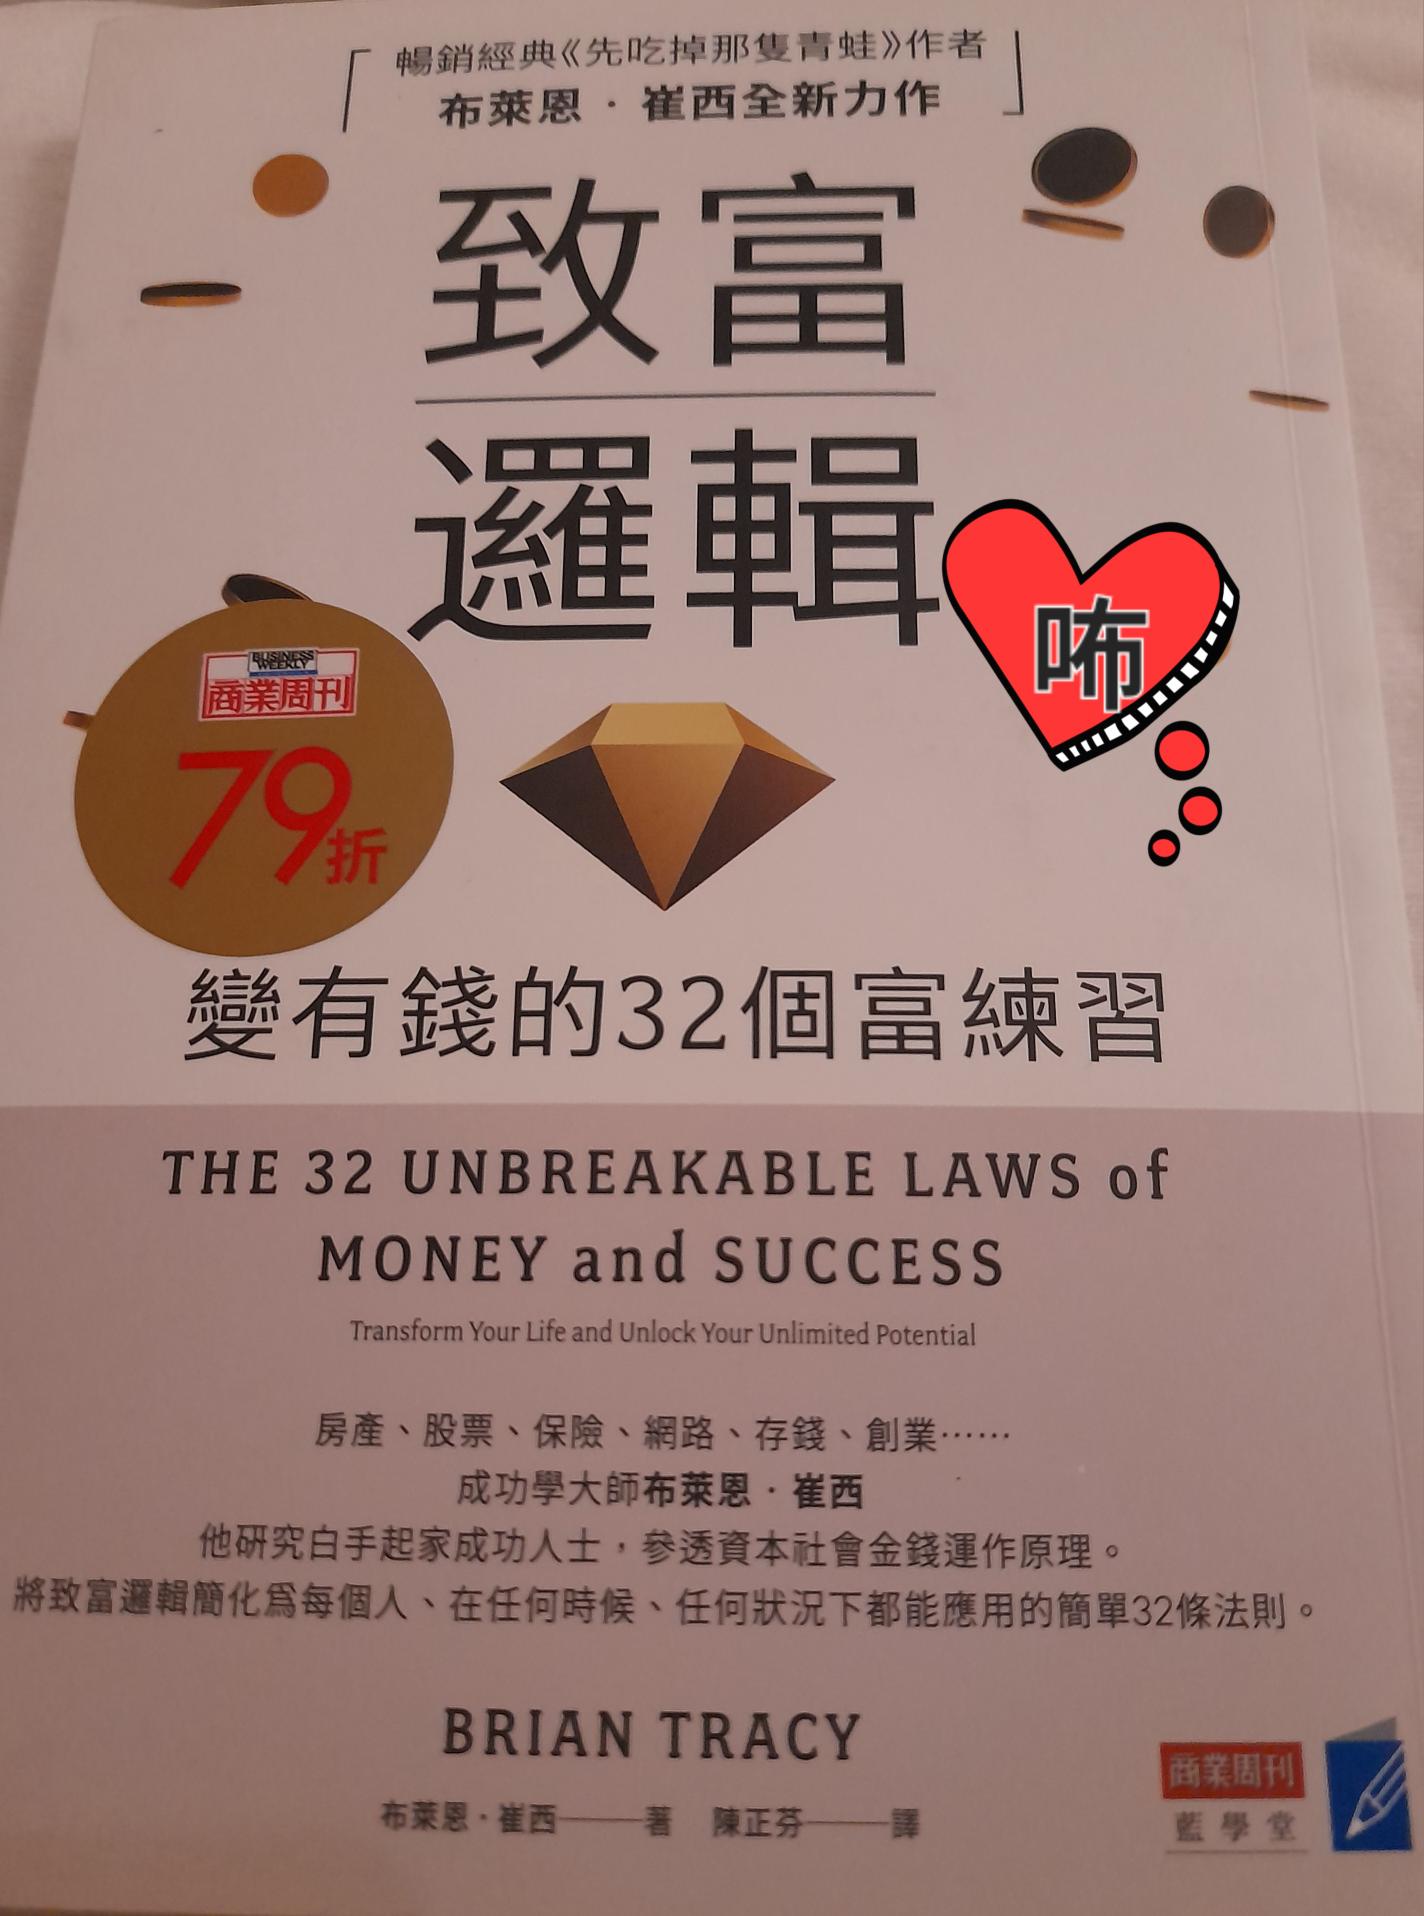 暢銷經典《先吃掉那隻青蛙》作者
布萊恩·崔西全新力作
致富
邏輯
咘
BUSINESS
WEEKLY
商業周刊
79折
變有錢的32個富練習
THE 32 UNBREAKABLE LAWS of
MONEY and SUCCESS
Transform Your Life and Unlock Your Unlimited Potential
房產、股票、保險、網路、存錢、創業……
成功學大師布萊恩·崔西
他研究白手起家成功人士，參透資本社會金錢運作原理。
將致富邏輯簡化為每個人、在任何時候、任何狀況下都能應用的簡單32條法則。
BRIAN TRACY
布萊恩·崔西——著 陳正芬——譯
商業周刊
藍學堂